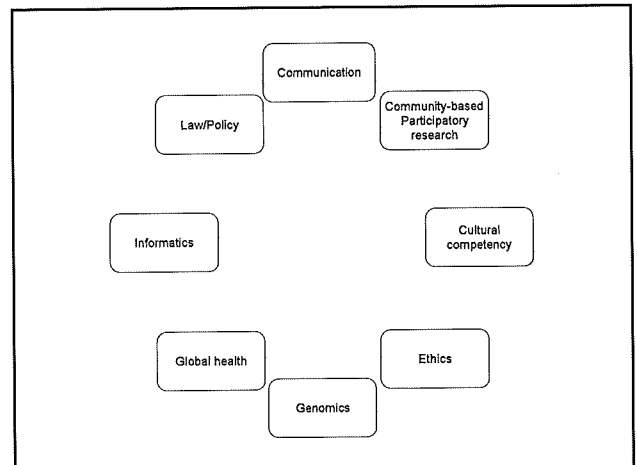 Communication
Community-based
Participatory
research
Law/Policy
Cultural
competency
Informatics
Ethics
Global health
Genomics